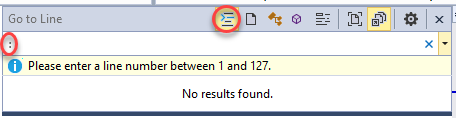 Go to Line
:
Please enter a line number between 1 and 127.
No results found.